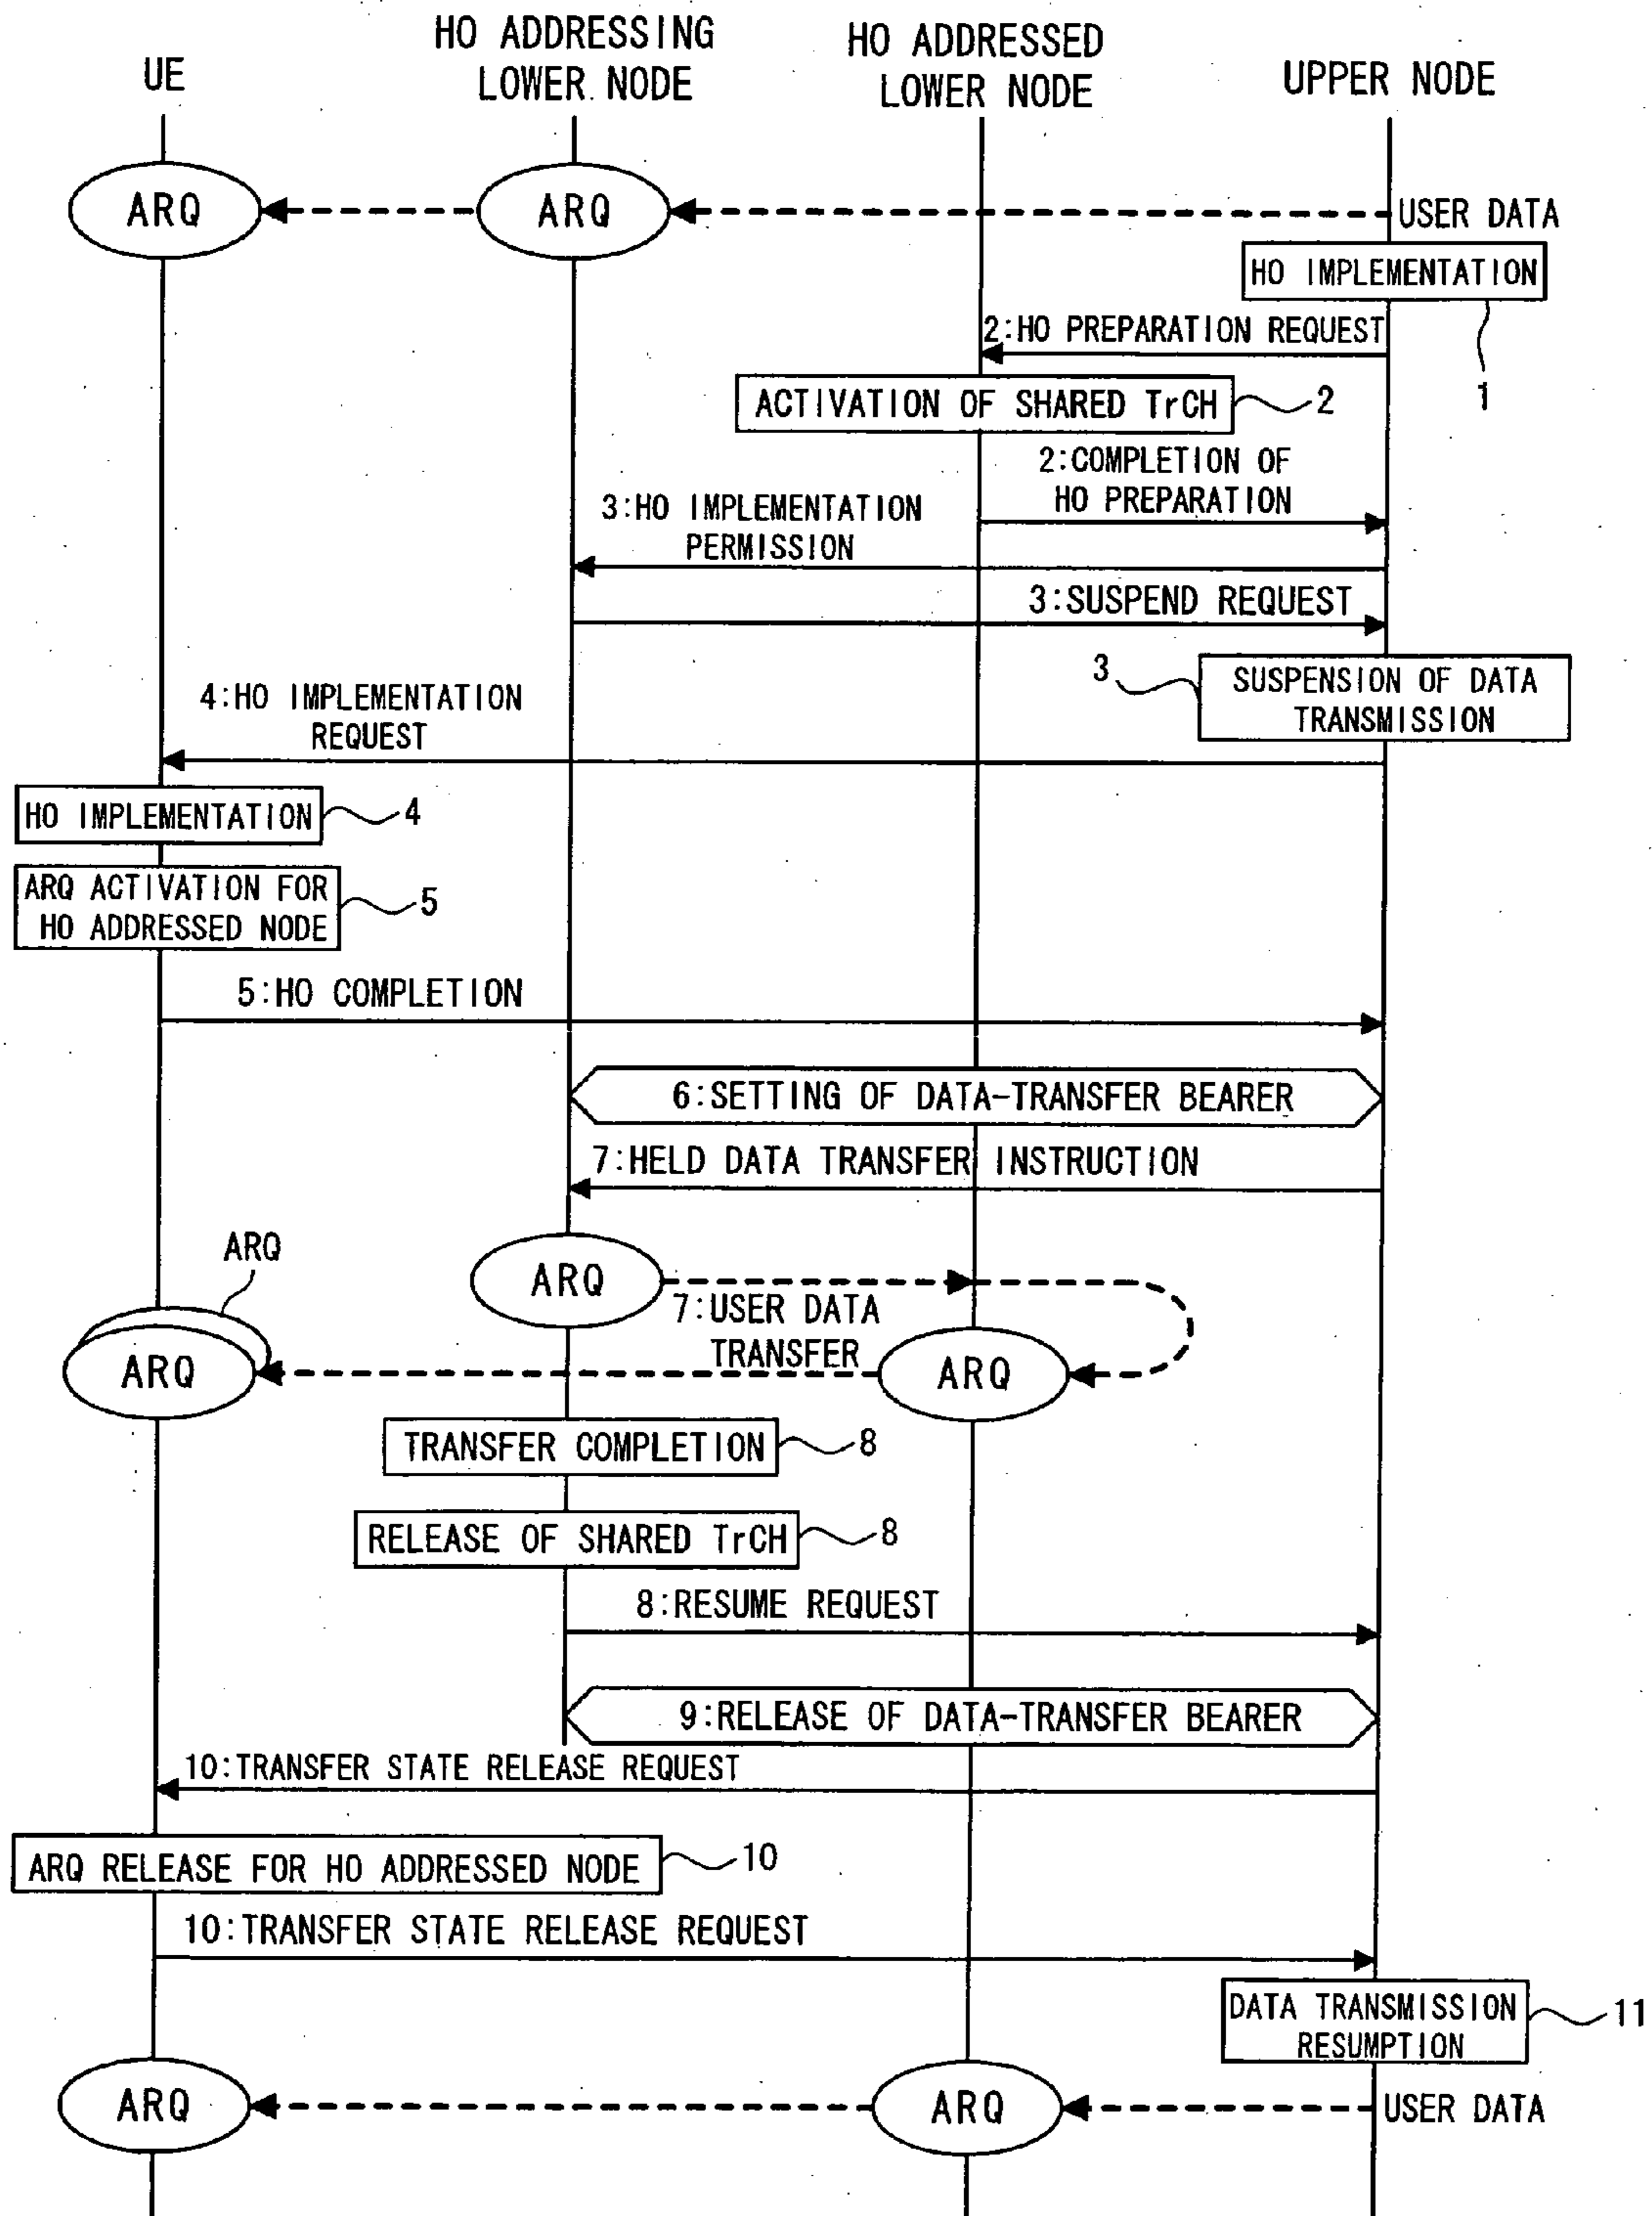 UE
HO ADDRESSING
LOWER NODE
HO ADDRESSED
LOWER NODE
UPPER NODE
ARQ
ARQ
USER DATA
HO IMPLEMENTATION
1
2:HO PREPARATION REQUEST
ACTIVATION OF SHARED TrCH
2
2:COMPLETION OF
HO PREPARATION
3:HO IMPLEMENTATION
PERMISSION
3:SUSPEND REQUEST
3
SUSPENSION OF DATA
TRANSMISSION
4:HO IMPLEMENTATION
REQUEST
HO IMPLEMENTATION
4
ARQ ACTIVATION FOR
HO ADDRESSED NODE
5
5:HO COMPLETION
6:SETTING OF DATA-TRANSFER BEARER
7:HELD DATA TRANSFER INSTRUCTION
ARQ
ARQ
7:USER DATA
TRANSFER
ARQ
ARQ
TRANSFER COMPLETION
8
RELEASE OF SHARED TrCH
8
8:RESUME REQUEST
9:RELEASE OF DATA-TRANSFER BEARER
10:TRANSFER STATE RELEASE REQUEST
ARQ RELEASE FOR HO ADDRESSED NODE
10
10:TRANSFER STATE RELEASE REQUEST
DATA TRANSMISSION
RESUMPTION
11
ARQ
ARQ
USER DATA